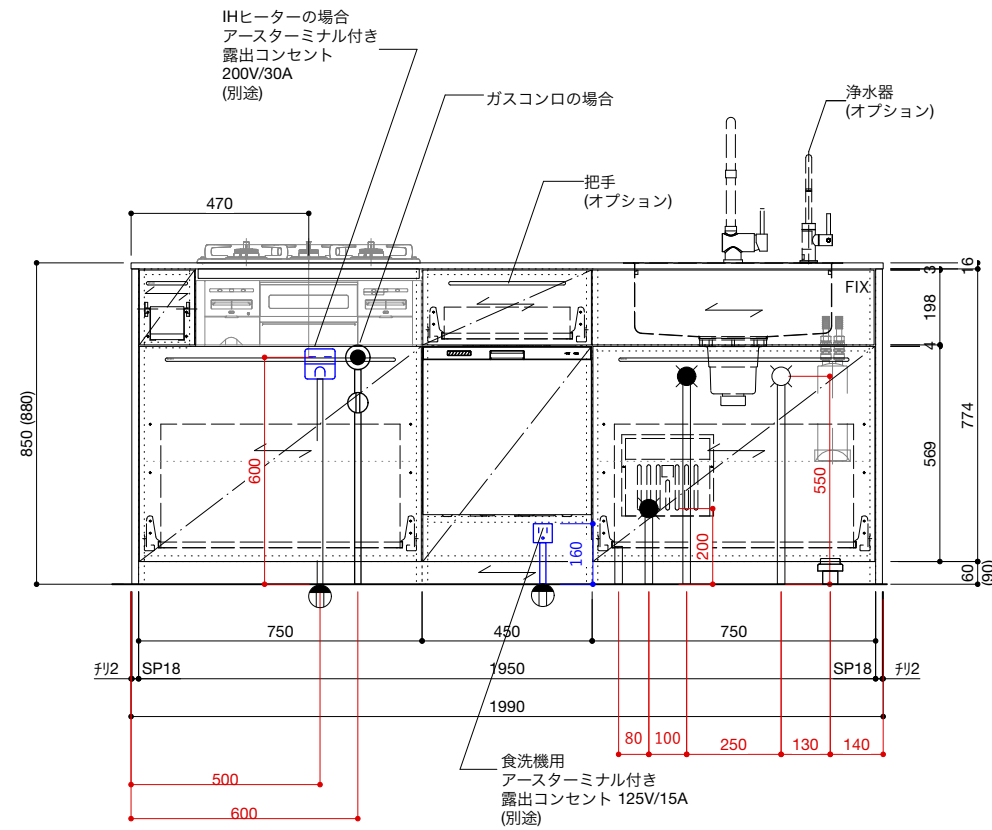 IHヒーターの場合
アースターミナル付き
露出コンセント
200V/30A
(別途)
ガスコンロの場合
浄水器
(オプション)
把手
(オプション)
470
FIX
16
3
198
4
774
569
850 (880)
600
550
200
160
60
(90)
750
450
750
チリ2
SP18
1950
SP18
チリ2
1990
80
100
250
130
140
500
600
食洗機用
アースターミナル付き
露出コンセント 125V/15A
(別途)